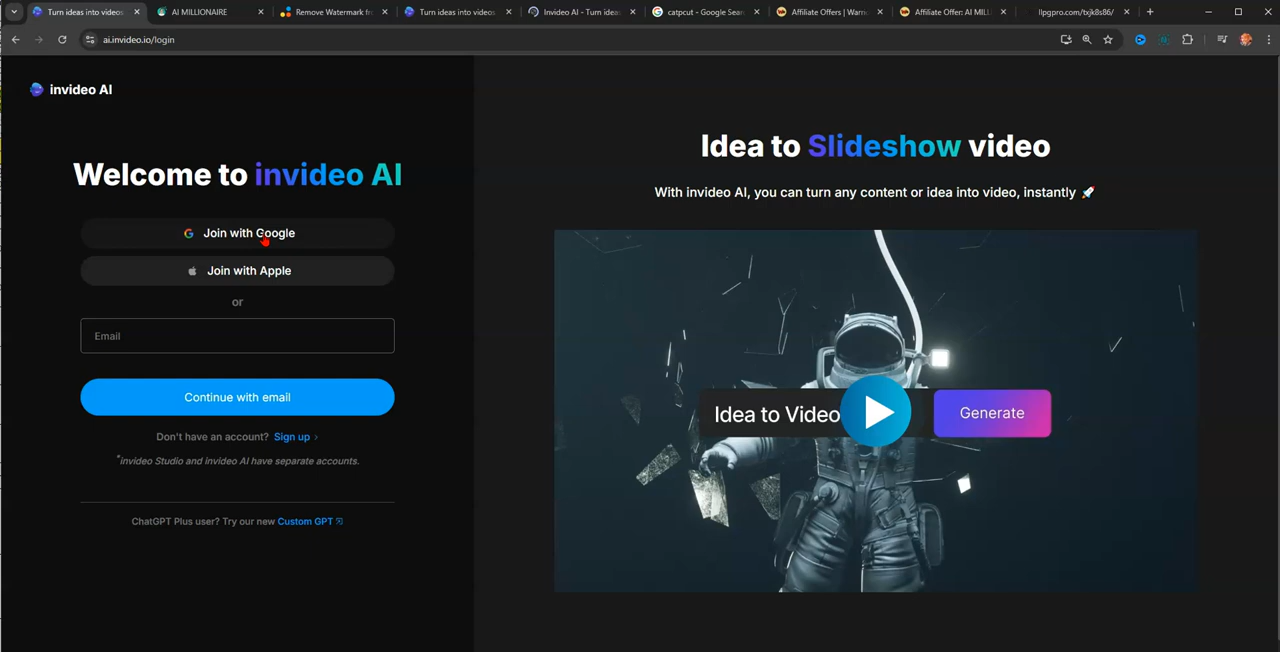 Turn ideas into videos
AI MILLIONAIRE
Remove Watermark fr
Turn ideas into videos
Invideo AI - Turn ideas
catpcut - Google Sear
Affiliate Offers | Warri
Affiliate Offer: AI MILL
llpgpro.com/txjk8s86/
ai.invideo.io/login
invideo AI
Welcome to invideo AI
Join with Google
Join with Apple
or
Email
Continue with email
Don't have an account? Sign up ›
*invideo Studio and invideo AI have separate accounts.
ChatGPT Plus user? Try our new Custom GPT
Idea to Slideshow video
With invideo AI, you can turn any content or idea into video, instantly 🚀
Idea to Video
Generate